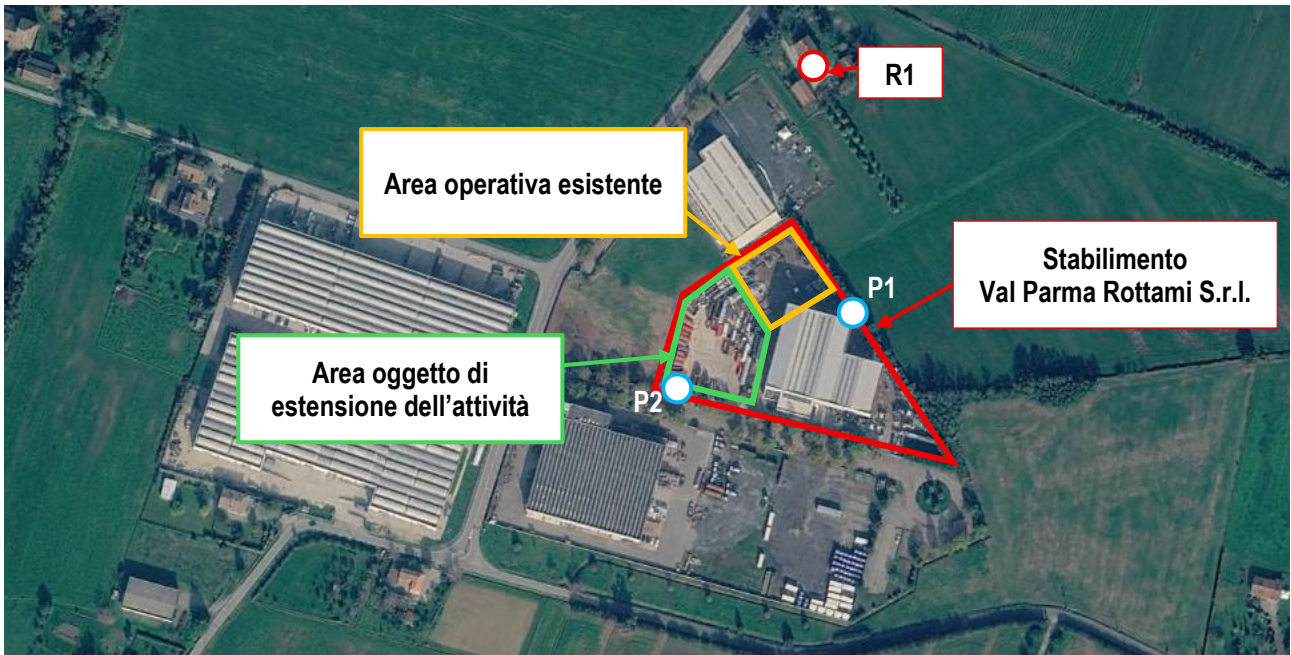 R1
Area operativa esistente
Stabilimento
Val Parma Rottami S.r.l.
P1
Area oggetto di
estensione dell'attività
P2